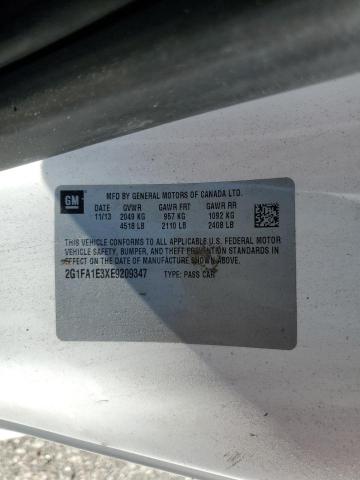 GM
MFD BY GENERAL MOTORS OF CANADA LTD.
11/13 GVWR GAWR FRT GAWR RR
2049 KG 957 KG 1092 KG
4518 LB 2110 LB 2408 LB
THIS VEHICLE CONFORMS TO ALL APPLICABLE U.S. FEDERAL MOTOR
VEHICLE SAFETY, BUMPER, AND THEFT PREVENTION STANDARDS IN
EFFECT ON THE DATE OF MANUFACTURE SHOWN ABOVE.
2G1FA1E3XE9209347 TYPE: PASS CAR